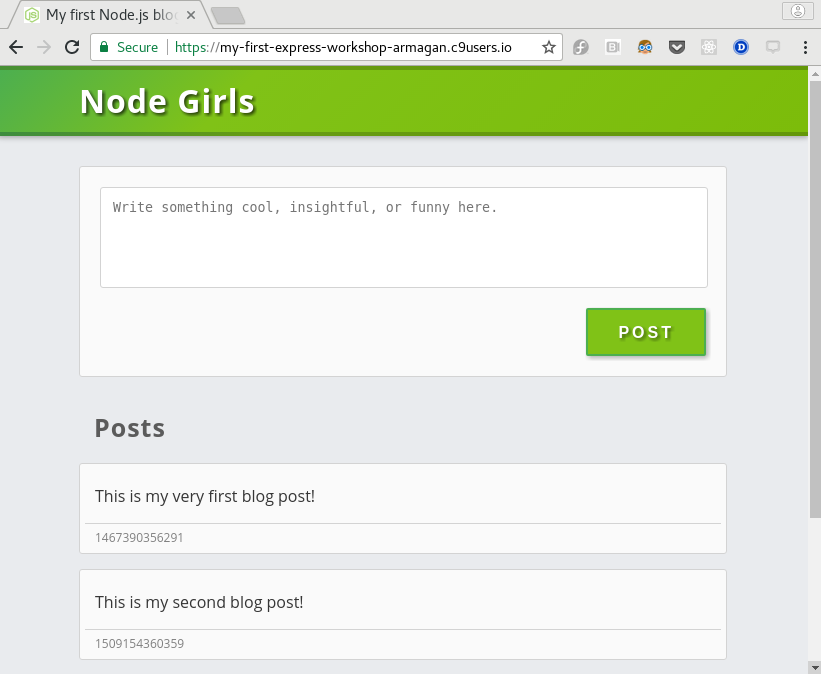 My first Node.js blo
Secure
https://my-first-express-workshop-armagan.c9users.io
Node Girls
Write something cool, insightful, or funny here.
POST
Posts
This is my very first blog post!
1467390356291
This is my second blog post!
1509154360359